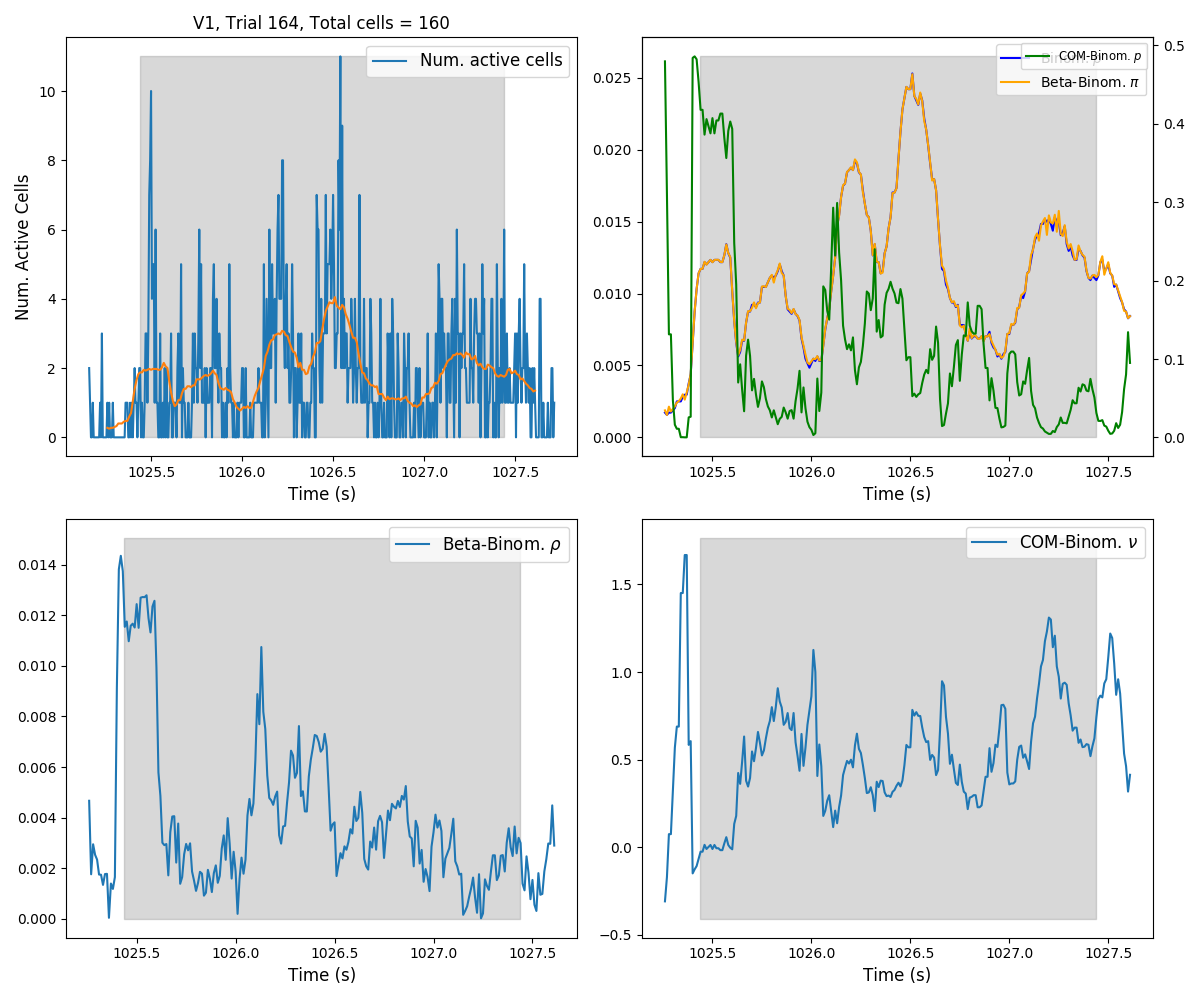 V1, Trial 164, Total cells = 160
Num. active cells
Num. Active Cells
0
2
4
6
8
10
1025.5 1026.0 1026.5 1027.0 1027.5
Time (s)
COM-Binom. p
Beta-Binom. π
0.000
0.005
0.010
0.015
0.020
0.025
0.0
0.1
0.2
0.3
0.4
0.5
1025.5 1026.0 1026.5 1027.0 1027.5
Time (s)
Beta-Binom. ρ
0.000
0.002
0.004
0.006
0.008
0.010
0.012
0.014
1025.5 1026.0 1026.5 1027.0 1027.5
Time (s)
COM-Binom. ν
−0.5
0.0
0.5
1.0
1.5
1025.5 1026.0 1026.5 1027.0 1027.5
Time (s)